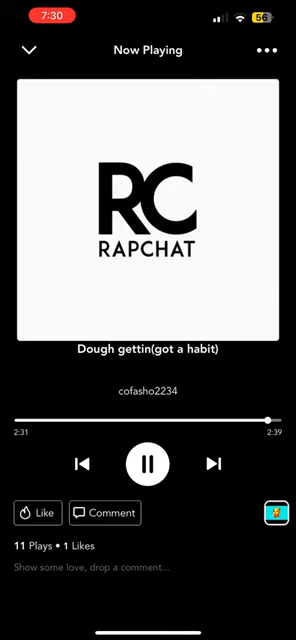 7:30
56
Now Playing
RC
RAPCHAT
Dough gettin(got a habit)
cofasho2234
2:31
2:39
Like
Comment
11 Plays • 1 Likes
Show some love, drop a comment...